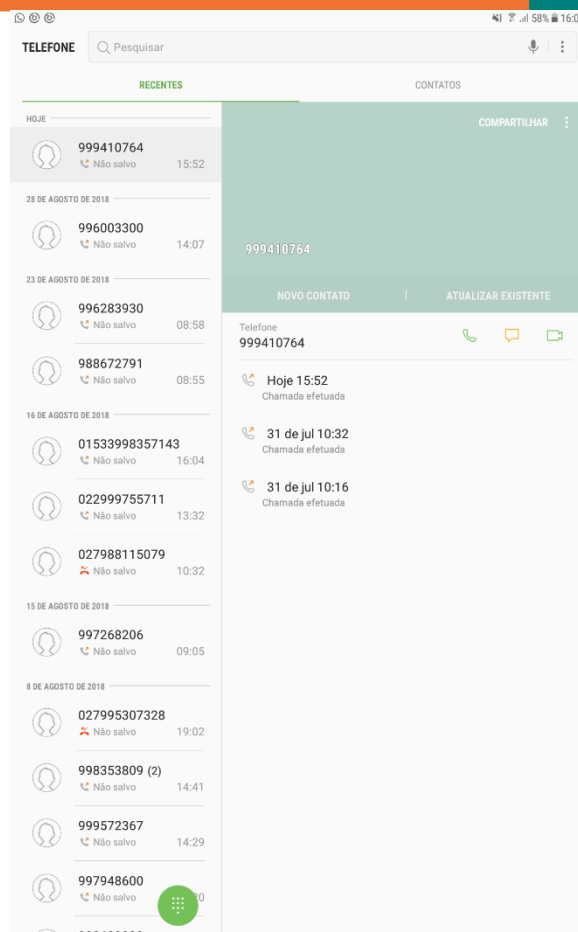 58% 16:0
TELEFONE
Pesquisar
RECENTES
CONTATOS
HOJE
999410764
Não salvo 15:52
28 DE AGOSTO DE 2018
996003300
Não salvo 14:07
23 DE AGOSTO DE 2018
996283930
Não salvo 08:58
988672791
Não salvo 08:55
16 DE AGOSTO DE 2018
01533998357143
Não salvo 16:04
022999755711
Não salvo 13:32
027988115079
Não salvo 10:32
15 DE AGOSTO DE 2018
997268206
Não salvo 09:05
8 DE AGOSTO DE 2018
027995307328
Não salvo 19:02
998353809 (2)
Não salvo 14:41
999572367
Não salvo 14:29
997948600
Não salvo
COMPARTILHAR
999410764
NOVO CONTATO | ATUALIZAR EXISTENTE
Telefone
999410764
Hoje 15:52
Chamada efetuada
31 de jul 10:32
Chamada efetuada
31 de jul 10:16
Chamada efetuada